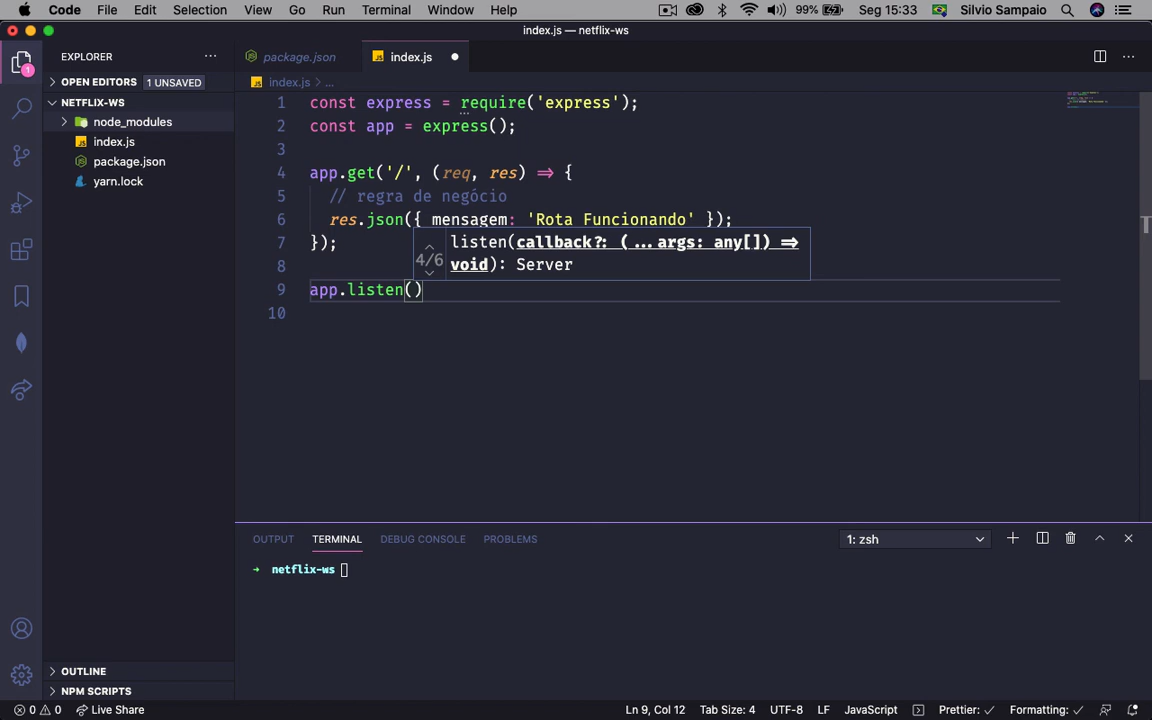 Code File Edit Selection View Go Run Terminal Window Help 99% Seg 15:33 Silvio Sampaio
index.js — netflix-ws
EXPLORER
OPEN EDITORS 1 UNSAVED
NETFLIX-WS
node_modules
index.js
package.json
yarn.lock
OUTLINE
NPM SCRIPTS
1
package.json index.js
index.js › ...
1 const express = require('express');
2 const app = express();
3
4 app.get('/', (req, res) => {
5 // regra de negócio
6 res.json({ mensagem: 'Rota Funcionando' });
7 });
8
listen(callback?: (...args: any[]) =>
4/6
void): Server
9 app.listen()
10
OUTPUT TERMINAL DEBUG CONSOLE PROBLEMS 1: zsh
➜ netflix-ws
0 0 Live Share Ln 9, Col 12 Tab Size: 4 UTF-8 LF JavaScript Prettier: ✓ Formatting: ✓